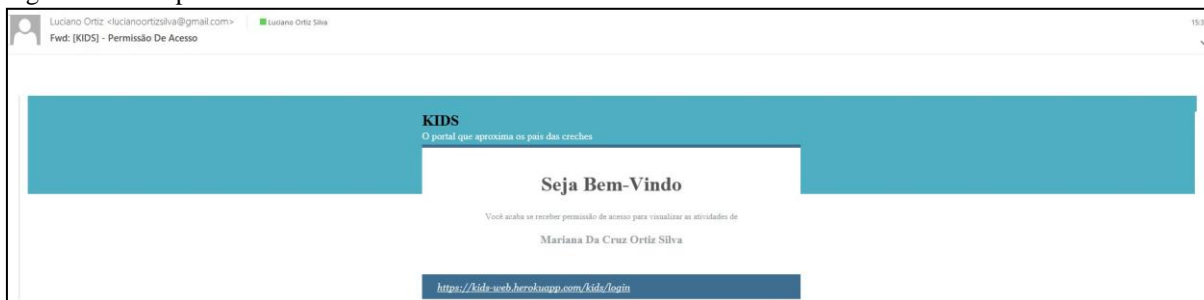 Luciano Ortiz <lucianoortizsilva@gmail.com> Luciano Ortiz Silva
Fwd: [KIDS] - Permissão De Acesso
KIDS
O portal que aproxima os pais das creches
Seja Bem-Vindo
Você acaba se receber permissão de acesso para visualizar as atividades de
Mariana Da Cruz Ortiz Silva
https://kids-web.herokuapp.com/kids/login